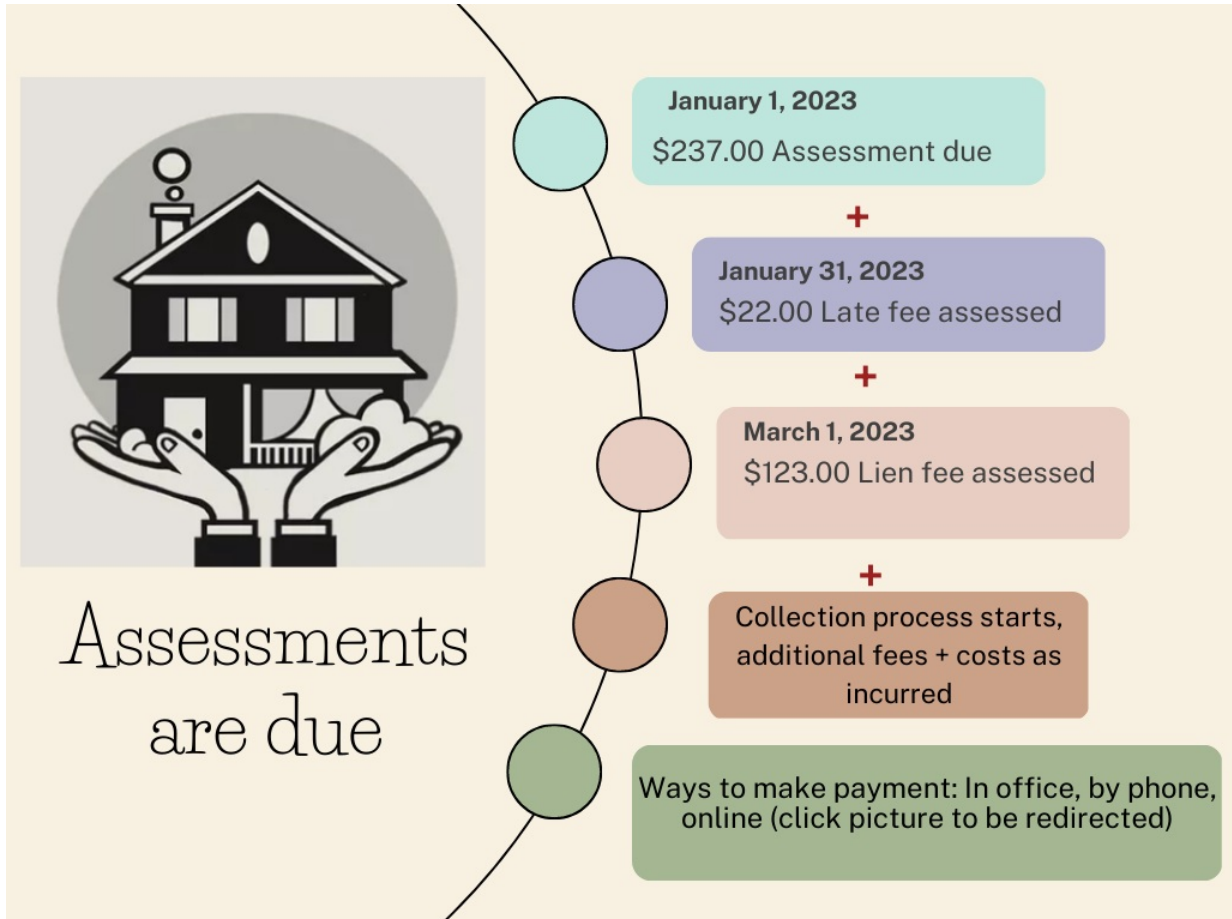 Assessments
are due
January 1, 2023
$237.00 Assessment due
+
January 31, 2023
$22.00 Late fee assessed
+
March 1, 2023
$123.00 Lien fee assessed
+
Collection process starts,
additional fees + costs as
incurred
Ways to make payment: In office, by phone,
online (click picture to be redirected)